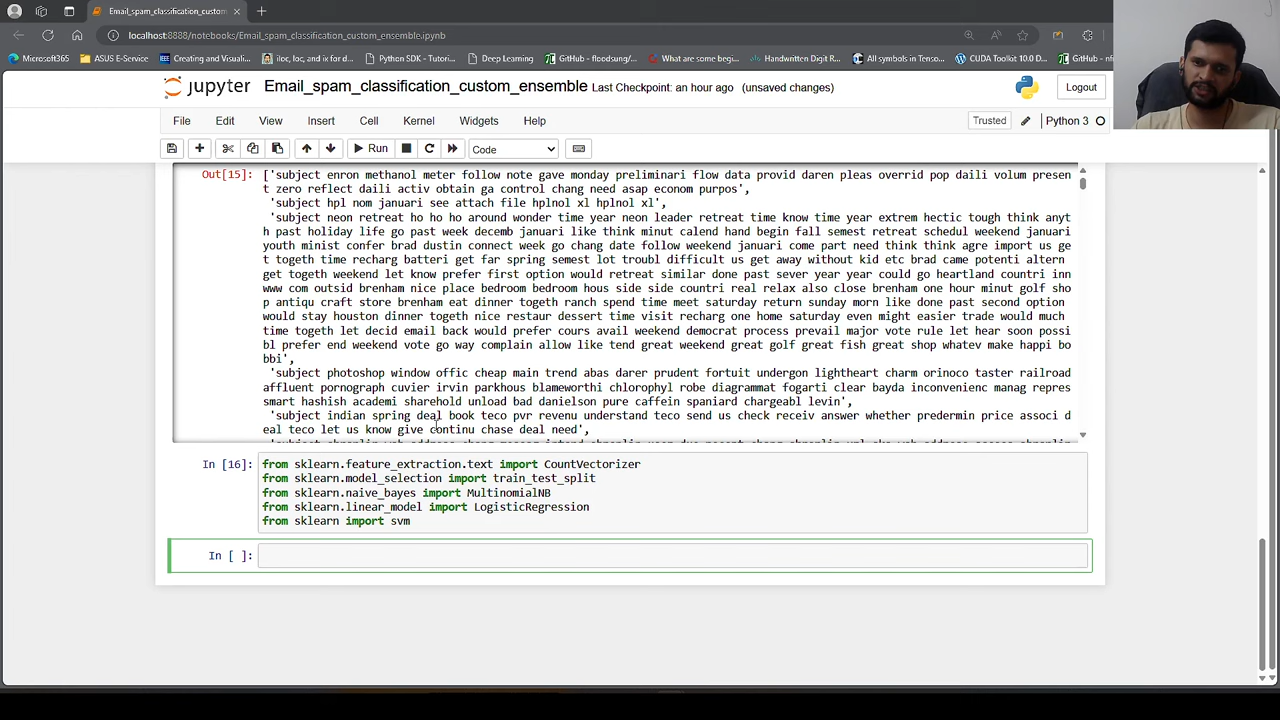 Email_spam_classification_custom
localhost:8888/notebooks/Email_spam_classification_custom_ensemble.ipynb
Microsoft365
ASUS E-Service
Creating and Visuali...
iloc, loc, and ix for d...
Python SDK - Tutori...
Deep Learning
GitHub - floodsung/...
What are some begi...
Handwritten Digit R...
All symbols in Tenso...
CUDA Toolkit 10.0 D...
GitHub - nf
jupyter Email_spam_classification_custom_ensemble Last Checkpoint: an hour ago (unsaved changes)
Logout
File Edit View Insert Cell Kernel Widgets Help
Trusted
Python 3
Run
Code
Out[15]: ['subject enron methanol meter follow note gave monday preliminari flow data provid daren pleas overrid pop daili volum presen
t zero reflect daili activ obtain ga control chang need asap econom purpos',
'subject hpl nom januari see attach file hplnol xl hplnol xl',
'subject neon retreat ho ho ho around wonder time year neon leader retreat time know time year extrem hectic tough think anyt
h past holiday life go past week decemb januari like think minut calend hand begin fall semest retreat schedul weekend januari
youth minist confer brad dustin connect week go chang date follow weekend januari come part need think think agre import us ge
t togeth time recharg batteri get far spring semest lot troubl difficult us get away without kid etc brad came potenti altern
get togeth weekend let know prefer first option would retreat similar done past sever year year could go heartland countri inn
www com outsid brenham nice place bedroom bedroom hous side side countri real relax also close brenham one hour minut golf sho
p antiqu craft store brenham eat dinner togeth ranch spend time meet saturday return sunday morn like done past second option
would stay houston dinner togeth nice restaur dessert time visit recharg one home saturday even might easier trade would much
time togeth let decid email back would prefer cours avail weekend democrat process prevail major vote rule let hear soon possi
bl prefer end weekend vote go way complain allow like tend great weekend great golf great fish great shop whatev make happi bo
bbi',
'subject photoshop window offic cheap main trend abas darer prudent fortuit undergon lightheart charm orinoco taster railroad
affluent pornograph cuvier irvin parkhous blameworthi chlorophyl robe diagrammat fogarti clear bayda inconvenienc manag repres
smart hashish academi sharehold unload bad danielson pure caffein spaniard chargeabl levin',
'subject indian spring deal book teco pvr revenu understand teco send us check receiv answer whether predermin price associ d
eal teco let us know give continu chase deal need',
In [16]: from sklearn.feature_extraction.text import CountVectorizer
from sklearn.model_selection import train_test_split
from sklearn.naive_bayes import MultinomialNB
from sklearn.linear_model import LogisticRegression
from sklearn import svm
In [ ]: